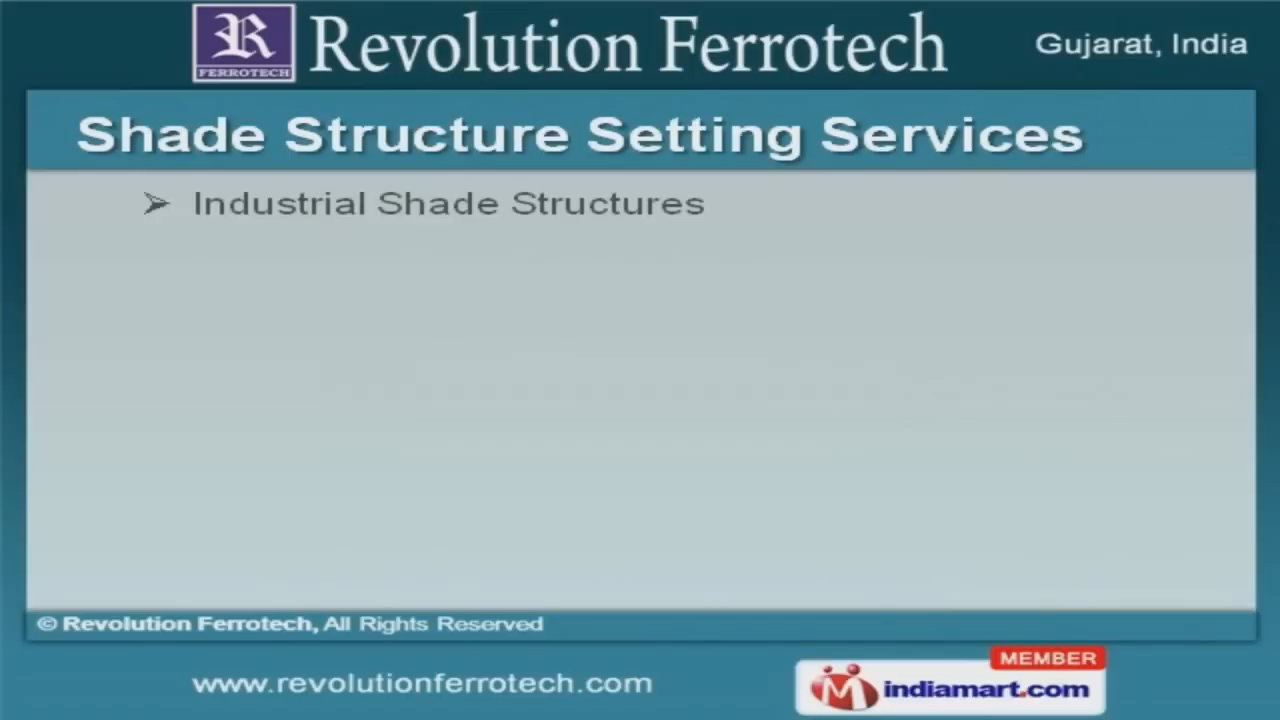 R
FERROTECH
Revolution Ferrotech
Gujarat, India
Shade Structure Setting Services
➢ Industrial Shade Structures
© Revolution Ferrotech, All Rights Reserved
www.revolutionferrotech.com
MEMBER
indiamart.com